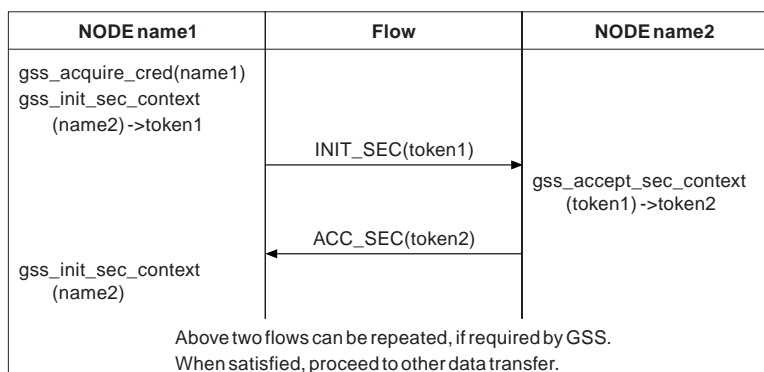 NODE name1 Flow NODE name2
gss_acquire_cred(name1)
gss_init_sec_context
(name2) ->token1
INIT_SEC(token1)
gss_accept_sec_context
(token1) ->token2
ACC_SEC(token2)
gss_init_sec_context
(name2)
Above two flows can be repeated, if required by GSS.
When satisfied, proceed to other data transfer.